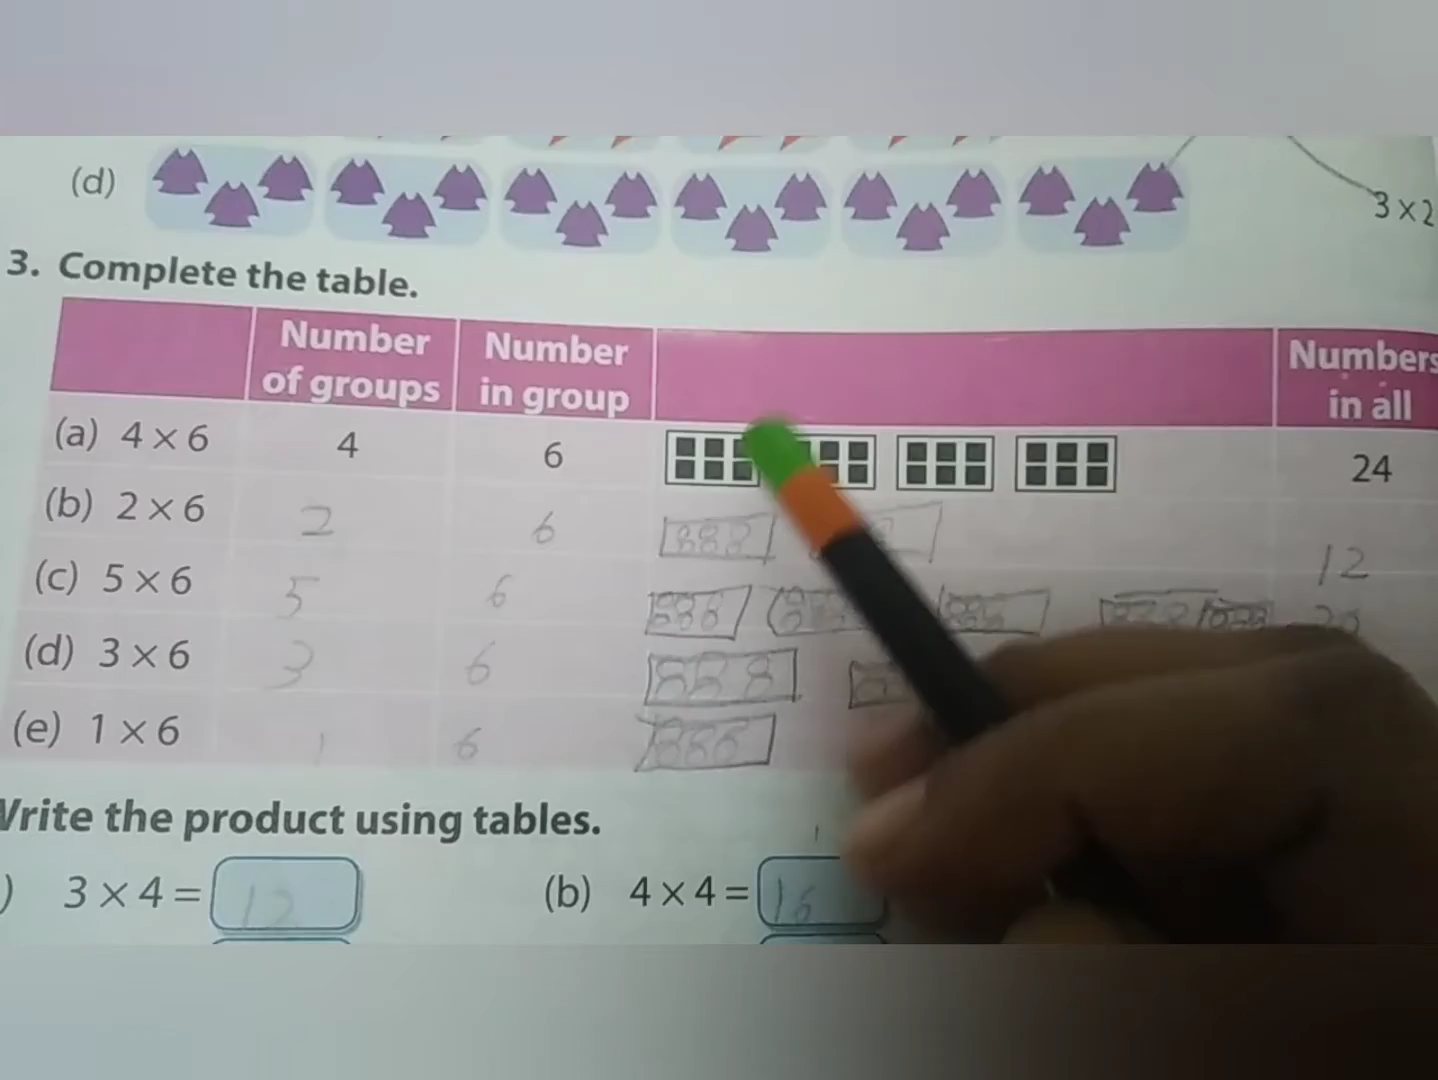 (d)
3 × 2
3. Complete the table.
Number of groups Number in group Numbers in all
(a) 4 × 6 4 6 24
(b) 2 × 6 2 6 12
(c) 5 × 6 5 6
(d) 3 × 6 3 6
(e) 1 × 6 1 6
Write the product using tables.
) 3 × 4 = 12 (b) 4 × 4 = 16